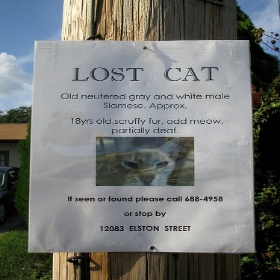 LOST CAT
Old neutered gray and white male
Siamese. Approx.
18yrs old, scruffy fur, odd meow,
partially deaf.
If seen or found please call 688-4958
or stop by
12083 ELSTON STREET